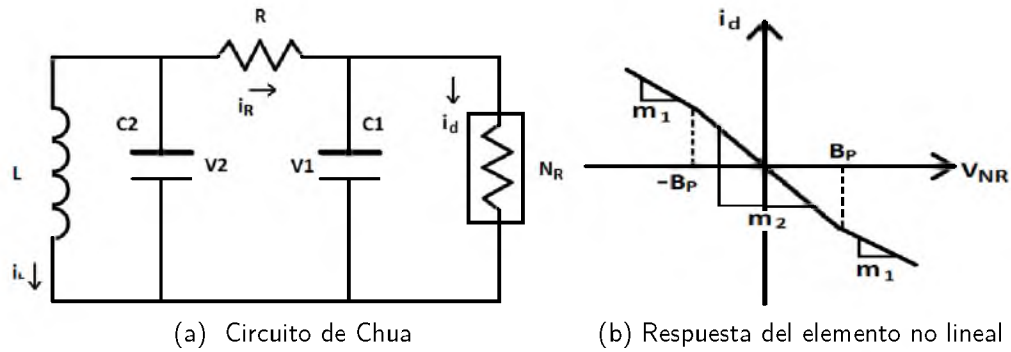 R
i_R
C2
V2
C1
V1
L
i_L
i_d
N_R
i_d
m_1
-B_P
B_P
V_NR
m_2
m_1
(a) Circuito de Chua
(b) Respuesta del elemento no lineal